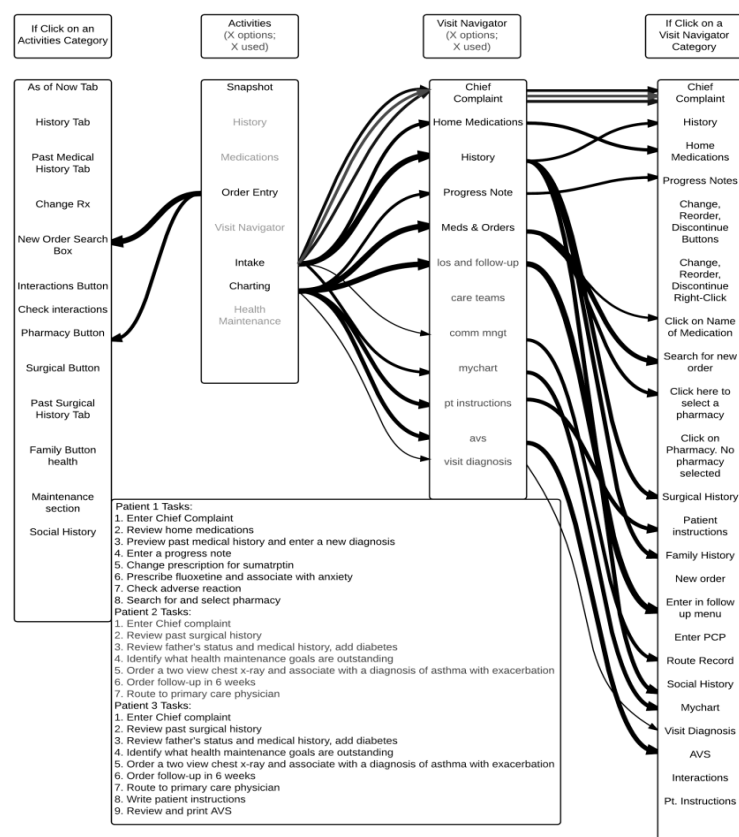 If Click on an
Activities Category
Activities
(X options;
X used)
Visit Navigator
(X options;
X used)
If Click on a
Visit Navigator
Category
As of Now Tab
History Tab
Past Medical
History Tab
Change Rx
New Order Search
Box
Interactions Button
Check interactions
Pharmacy Button
Surgical Button
Past Surgical
History Tab
Family Button
health
Maintenance
section
Social History
Snapshot
History
Medications
Order Entry
Visit Navigator
Intake
Charting
Health
Maintenance
Chief
Complaint
Home Medications
History
Progress Note
Meds & Orders
los and follow-up
care teams
comm mngt
mychart
pt instructions
avs
visit diagnosis
Chief
Complaint
History
Home
Medications
Progress Notes
Change,
Reorder,
Discontinue
Buttons
Change,
Reorder,
Discontinue
Right-Click
Click on Name
of Medication
Search for new
order
Click here to
select a
pharmacy
Click on
Pharmacy. No
pharmacy
selected
Surgical History
Patient
instructions
Family History
New order
Enter in follow
up menu
Enter PCP
Route Record
Social History
Mychart
Visit Diagnosis
AVS
Interactions
Pt. Instructions
Patient 1 Tasks:
1. Enter Chief Complaint
2. Review home medications
3. Preview past medical history and enter a new diagnosis
4. Enter a progress note
5. Change prescription for sumatrptin
6. Prescribe fluoxetine and associate with anxiety
7. Check adverse reaction
8. Search for and select pharmacy
Patient 2 Tasks:
1. Enter Chief complaint
2. Review past surgical history
3. Review father's status and medical history, add diabetes
4. Identify what health maintenance goals are outstanding
5. Order a two view chest x-ray and associate with a diagnosis of asthma with exacerbation
6. Order follow-up in 6 weeks
7. Route to primary care physician
Patient 3 Tasks:
1. Enter Chief complaint
2. Review past surgical history
3. Review father's status and medical history, add diabetes
4. Identify what health maintenance goals are outstanding
5. Order a two view chest x-ray and associate with a diagnosis of asthma with exacerbation
6. Order follow-up in 6 weeks
7. Route to primary care physician
8. Write patient instructions
9. Review and print AVS